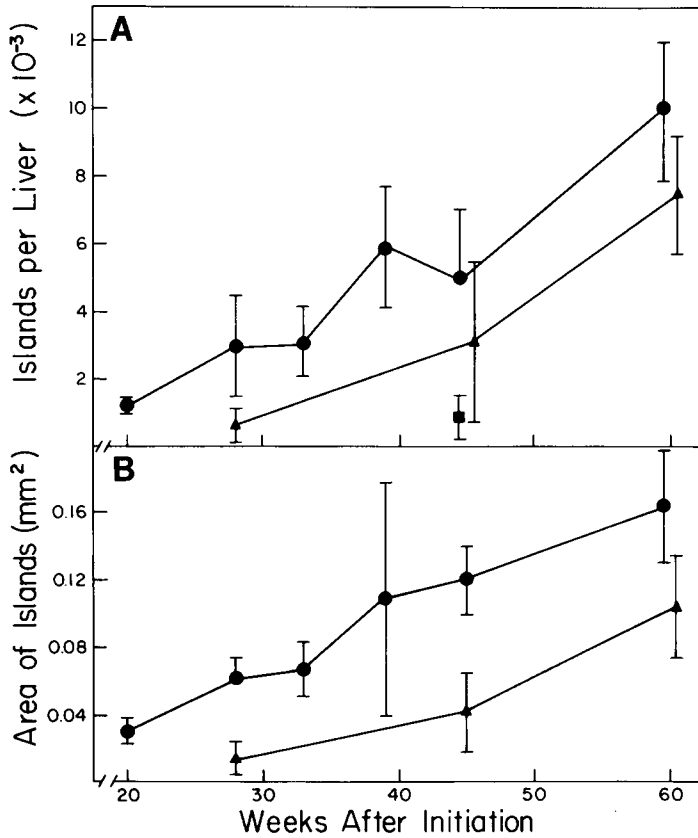 A
Islands per Liver (x 10⁻³)
12
10
8
6
4
2
B
Area of Islands (mm²)
0.16
0.12
0.08
0.04
20 30 40 50 60
Weeks After Initiation